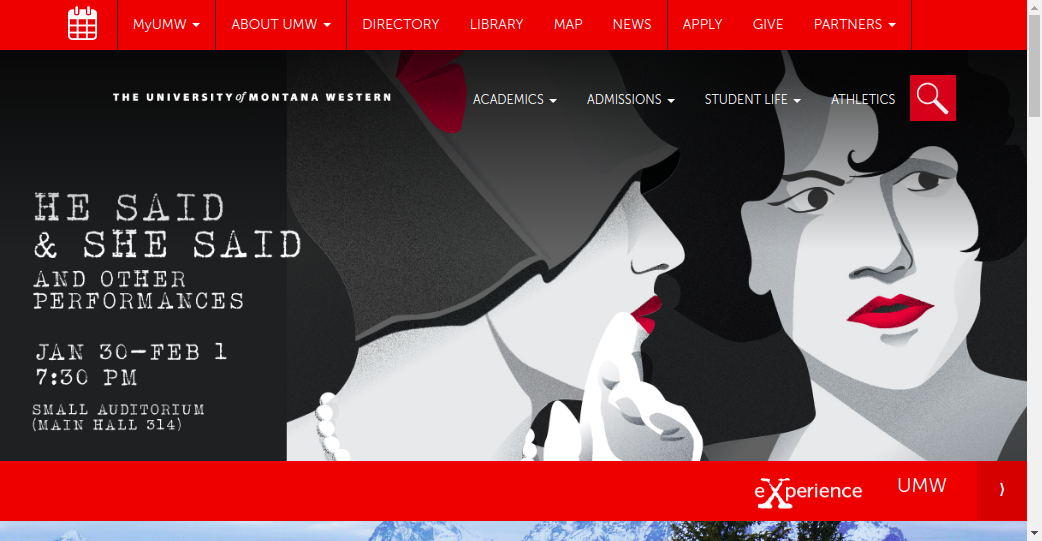 MyUMW
ABOUT UMW
DIRECTORY
LIBRARY
MAP
NEWS
APPLY
GIVE
PARTNERS
THE UNIVERSITY of MONTANA WESTERN
ACADEMICS
ADMISSIONS
STUDENT LIFE
ATHLETICS
HE SAID
& SHE SAID
AND OTHER
PERFORMANCES
JAN 30-FEB 1
7:30 PM
SMALL AUDITORIUM
(MAIN HALL 314)
eXperience
UMW